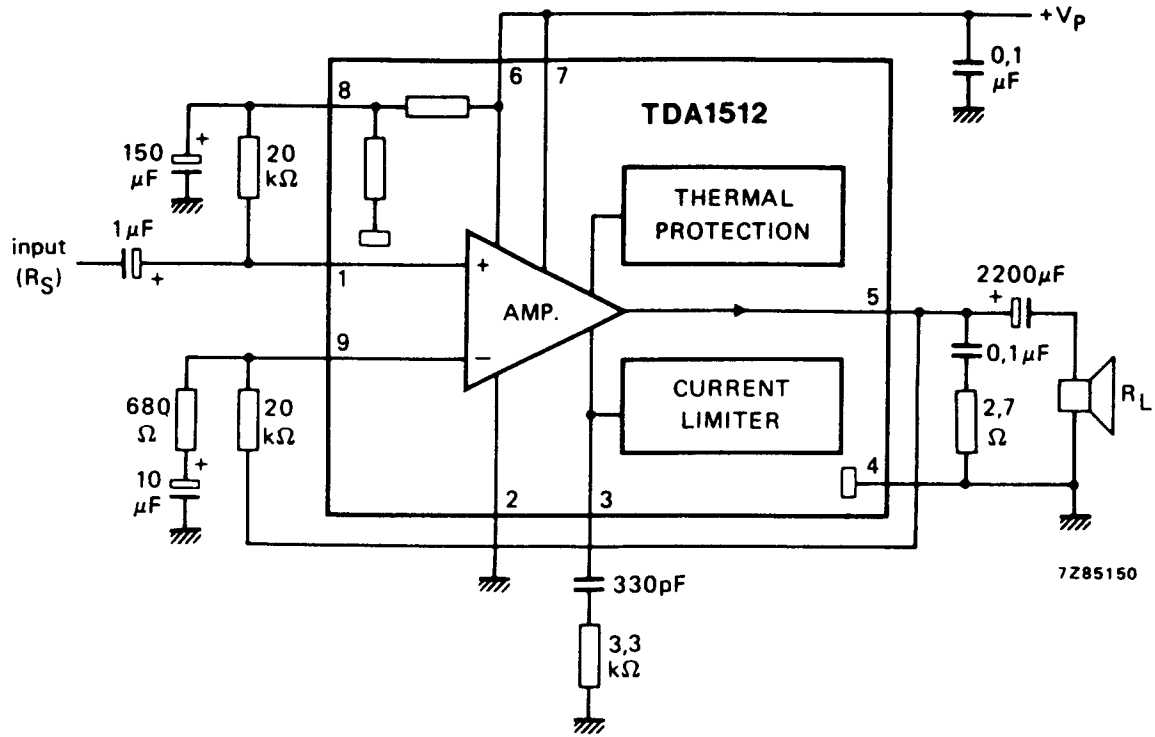 +VP
0,1
μF
6
7
8
TDA1512
150
μF
20
kΩ
THERMAL
PROTECTION
1μF
input
(RS)
+
+
1
+
AMP.
5
2200μF
+
9
−
0,1μF
680
Ω
20
kΩ
CURRENT
LIMITER
2,7
Ω
RL
+
10
μF
4
2
3
330pF
7Z85150
3,3
kΩ